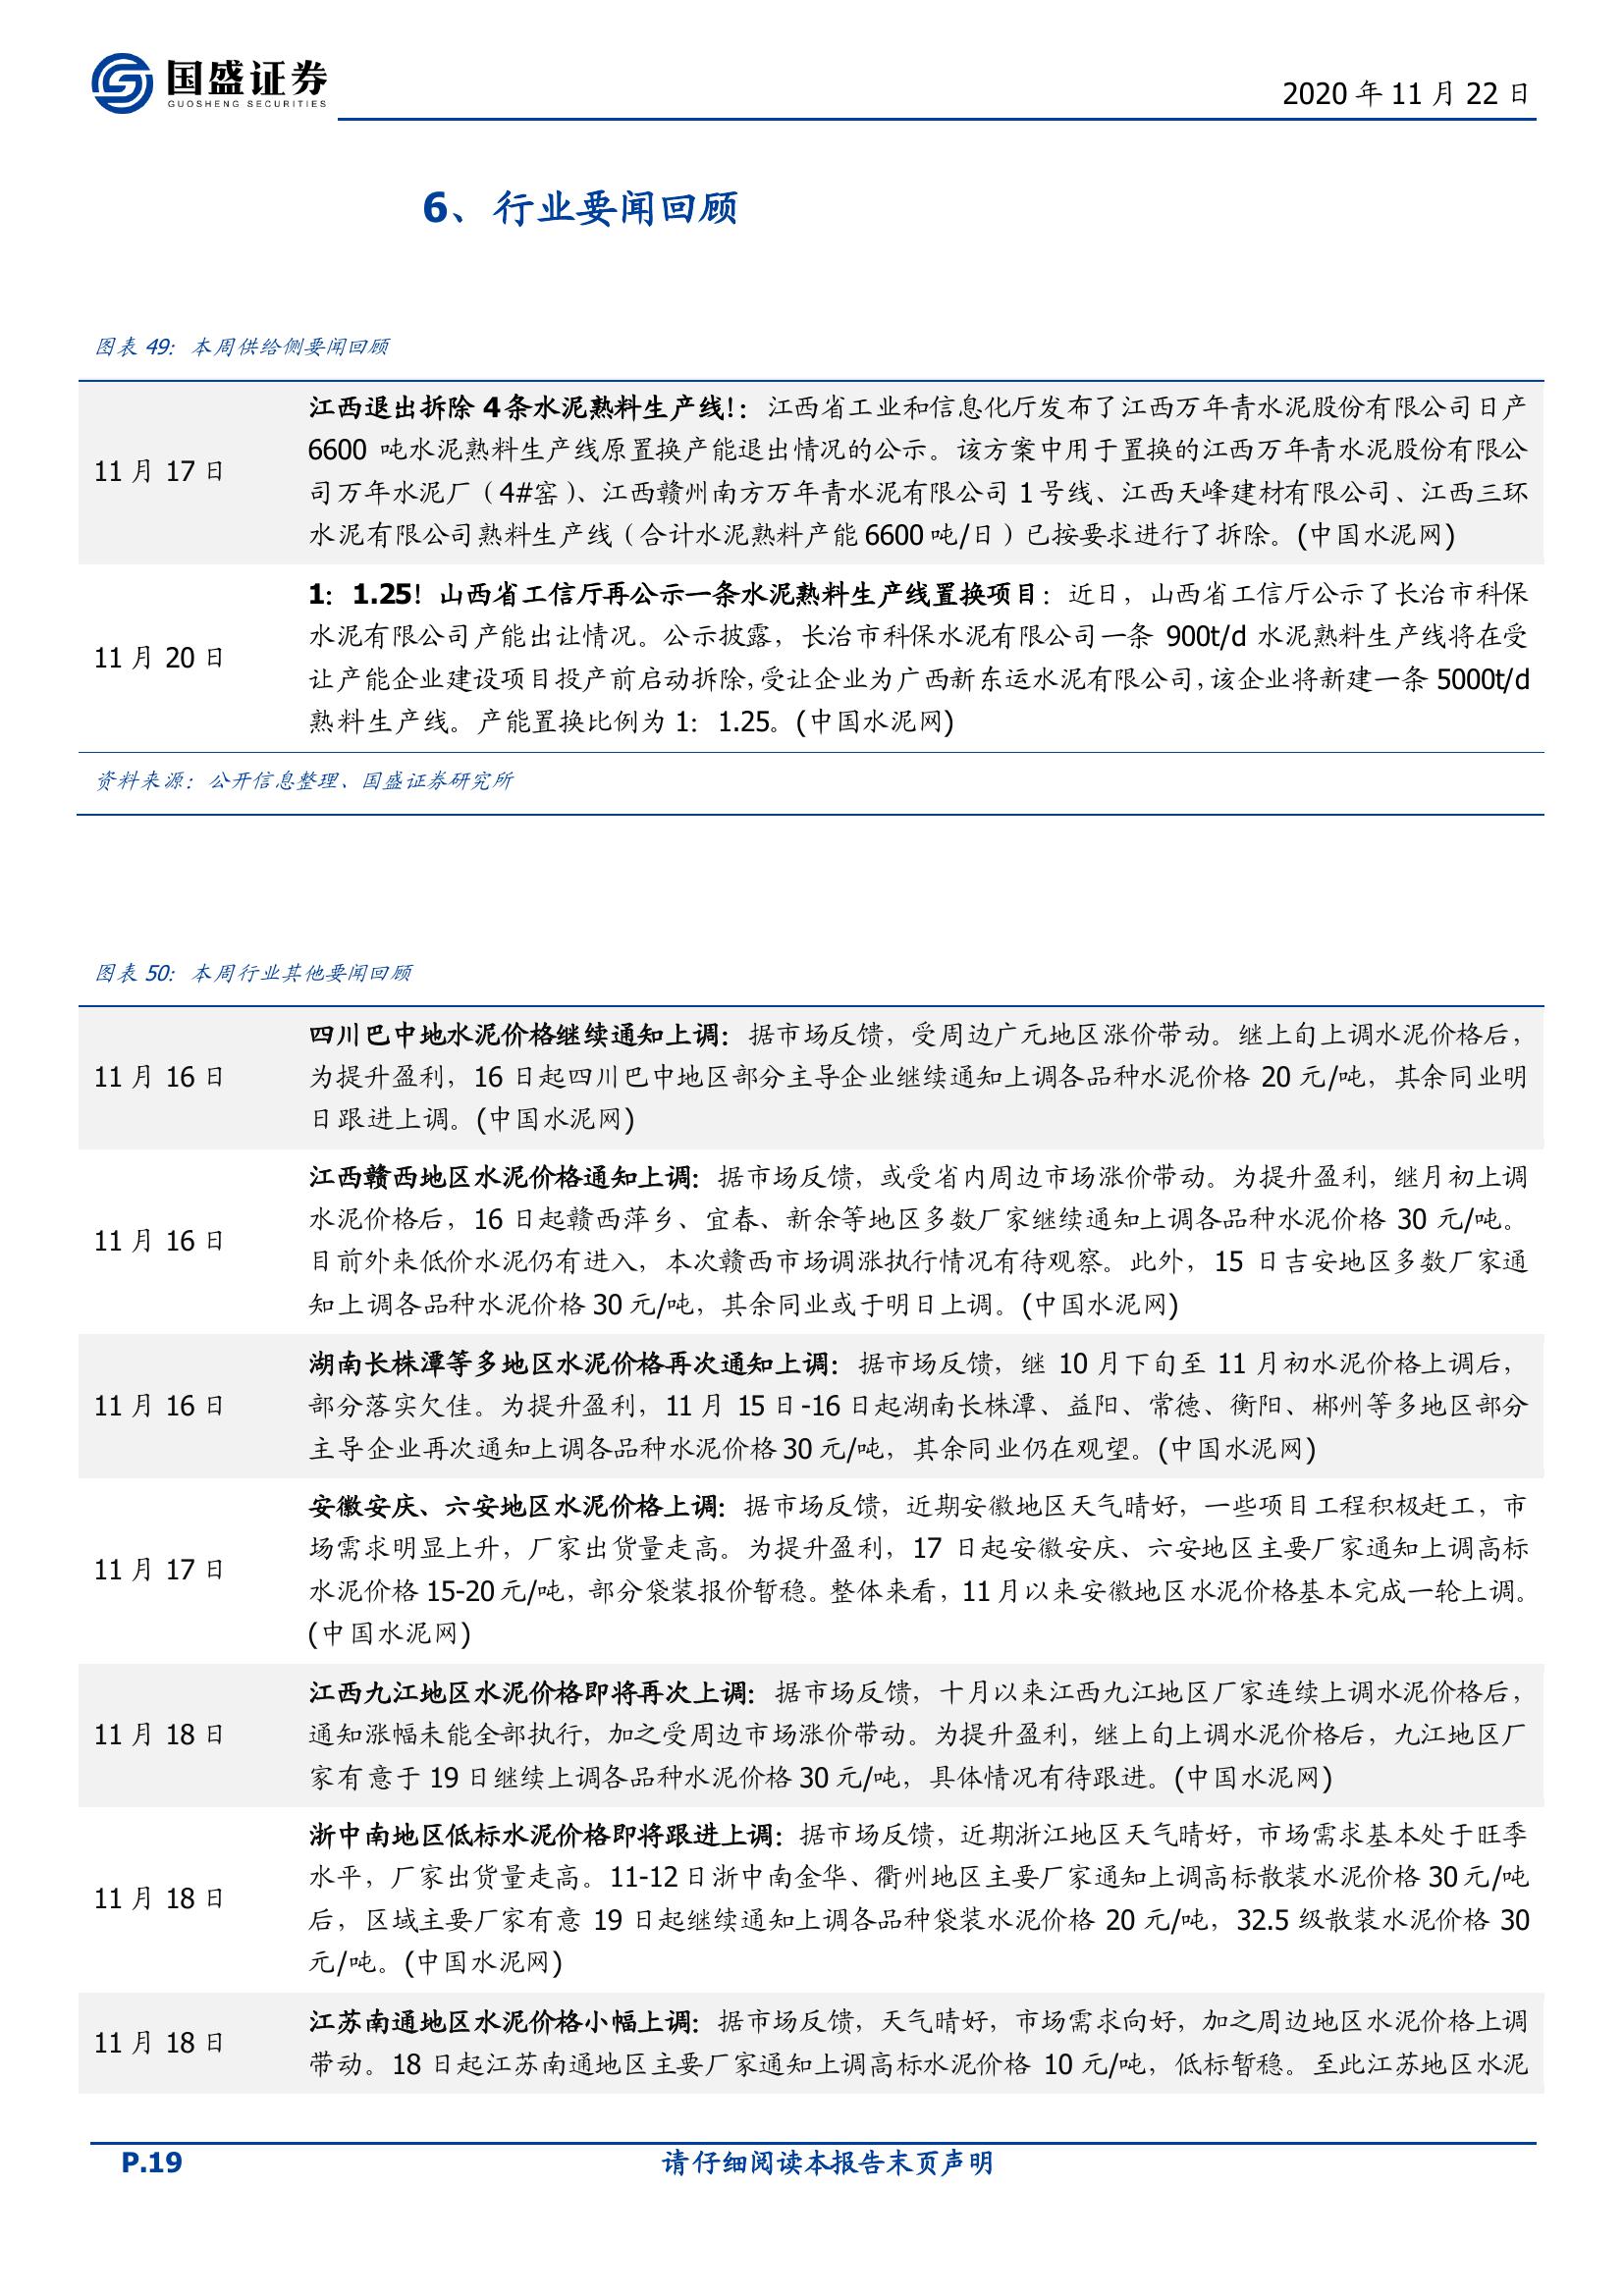 国盛证券
GUOSHENG SECURITIES
2020 年 11 月 22 日
6、行业要闻回顾
图表 49：本周供给侧要闻回顾
11 月 17 日
江西退出拆除 4 条水泥熟料生产线!：江西省工业和信息化厅发布了江西万年青水泥股份有限公司日产
6600 吨水泥熟料生产线原置换产能退出情况的公示。该方案中用于置换的江西万年青水泥股份有限公
司万年水泥厂（4#窑）、江西赣州南方万年青水泥有限公司 1 号线、江西天峰建材有限公司、江西三环
水泥有限公司熟料生产线（合计水泥熟料产能 6600 吨/日）已按要求进行了拆除。(中国水泥网)
11 月 20 日
1：1.25！山西省工信厅再公示一条水泥熟料生产线置换项目：近日，山西省工信厅公示了长治市科保
水泥有限公司产能出让情况。公示披露，长治市科保水泥有限公司一条 900t/d 水泥熟料生产线将在受
让产能企业建设项目投产前启动拆除，受让企业为广西新东运水泥有限公司，该企业将新建一条 5000t/d
熟料生产线。产能置换比例为 1：1.25。(中国水泥网)
资料来源：公开信息整理、国盛证券研究所
图表 50：本周行业其他要闻回顾
11 月 16 日
四川巴中地水泥价格继续通知上调：据市场反馈，受周边广元地区涨价带动。继上旬上调水泥价格后，
为提升盈利，16 日起四川巴中地区部分主导企业继续通知上调各品种水泥价格 20 元/吨，其余同业明
日跟进上调。(中国水泥网)
11 月 16 日
江西赣西地区水泥价格通知上调：据市场反馈，或受省内周边市场涨价带动。为提升盈利，继月初上调
水泥价格后，16 日起赣西萍乡、宜春、新余等地区多数厂家继续通知上调各品种水泥价格 30 元/吨。
目前外来低价水泥仍有进入，本次赣西市场调涨执行情况有待观察。此外，15 日吉安地区多数厂家通
知上调各品种水泥价格 30 元/吨，其余同业或于明日上调。(中国水泥网)
11 月 16 日
湖南长株潭等多地区水泥价格再次通知上调：据市场反馈，继 10 月下旬至 11 月初水泥价格上调后，
部分落实欠佳。为提升盈利，11 月 15 日-16 日起湖南长株潭、益阳、常德、衡阳、郴州等多地区部分
主导企业再次通知上调各品种水泥价格 30 元/吨，其余同业仍在观望。(中国水泥网)
11 月 17 日
安徽安庆、六安地区水泥价格上调：据市场反馈，近期安徽地区天气晴好，一些项目工程积极赶工，市
场需求明显上升，厂家出货量走高。为提升盈利，17 日起安徽安庆、六安地区主要厂家通知上调高标
水泥价格 15-20 元/吨，部分袋装报价暂稳。整体来看，11 月以来安徽地区水泥价格基本完成一轮上调。
(中国水泥网)
11 月 18 日
江西九江地区水泥价格即将再次上调：据市场反馈，十月以来江西九江地区厂家连续上调水泥价格后，
通知涨幅未能全部执行，加之受周边市场涨价带动。为提升盈利，继上旬上调水泥价格后，九江地区厂
家有意于 19 日继续上调各品种水泥价格 30 元/吨，具体情况有待跟进。(中国水泥网)
11 月 18 日
浙中南地区低标水泥价格即将跟进上调：据市场反馈，近期浙江地区天气晴好，市场需求基本处于旺季
水平，厂家出货量走高。11-12 日浙中南金华、衢州地区主要厂家通知上调高标散装水泥价格 30 元/吨
后，区域主要厂家有意 19 日起继续通知上调各品种袋装水泥价格 20 元/吨，32.5 级散装水泥价格 30
元/吨。(中国水泥网)
11 月 18 日
江苏南通地区水泥价格小幅上调：据市场反馈，天气晴好，市场需求向好，加之周边地区水泥价格上调
带动。18 日起江苏南通地区主要厂家通知上调高标水泥价格 10 元/吨，低标暂稳。至此江苏地区水泥
P.19
请仔细阅读本报告末页声明